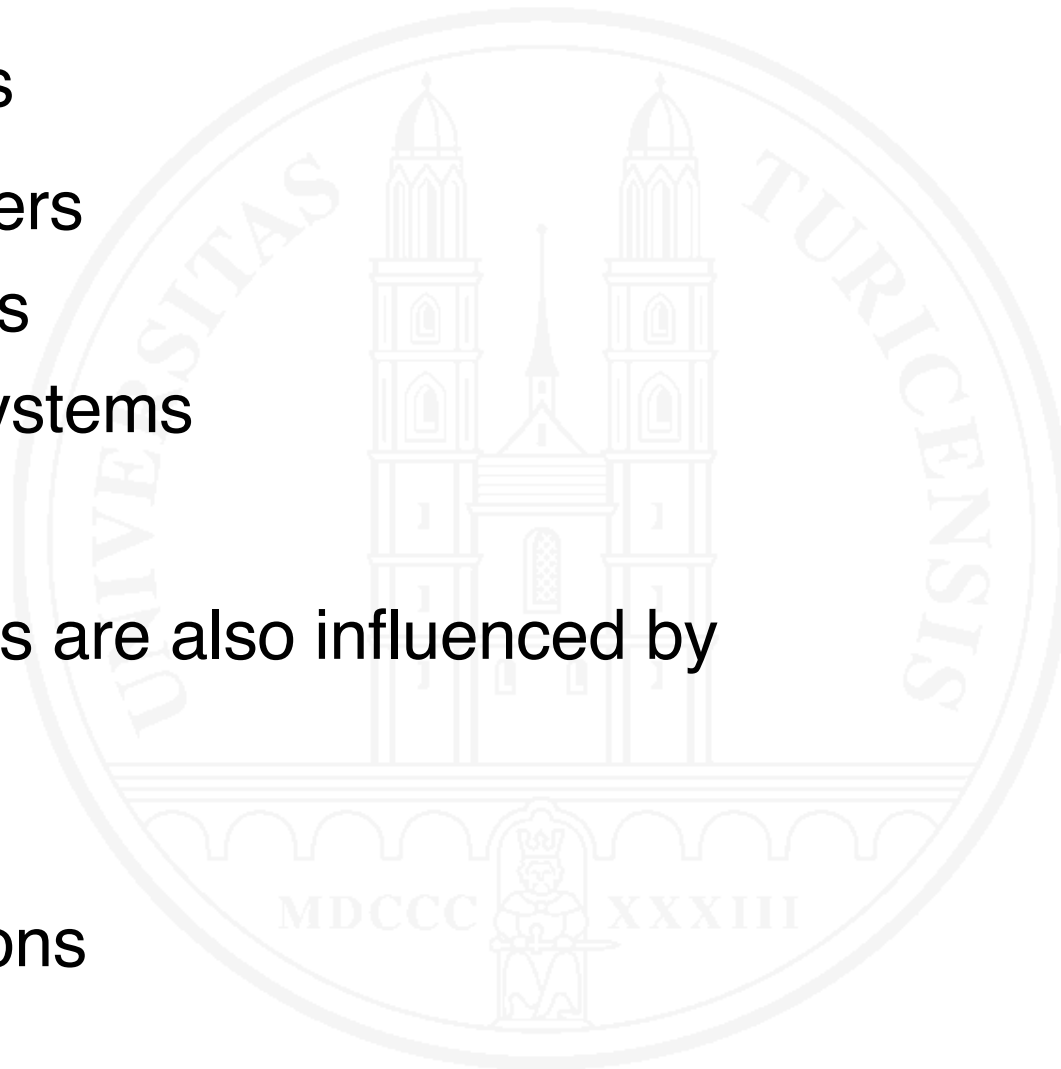 s
ers
s
ystems
s are also influenced by
ons
UNIVERSITAS TURICENSIS
MDCCC XXXIII